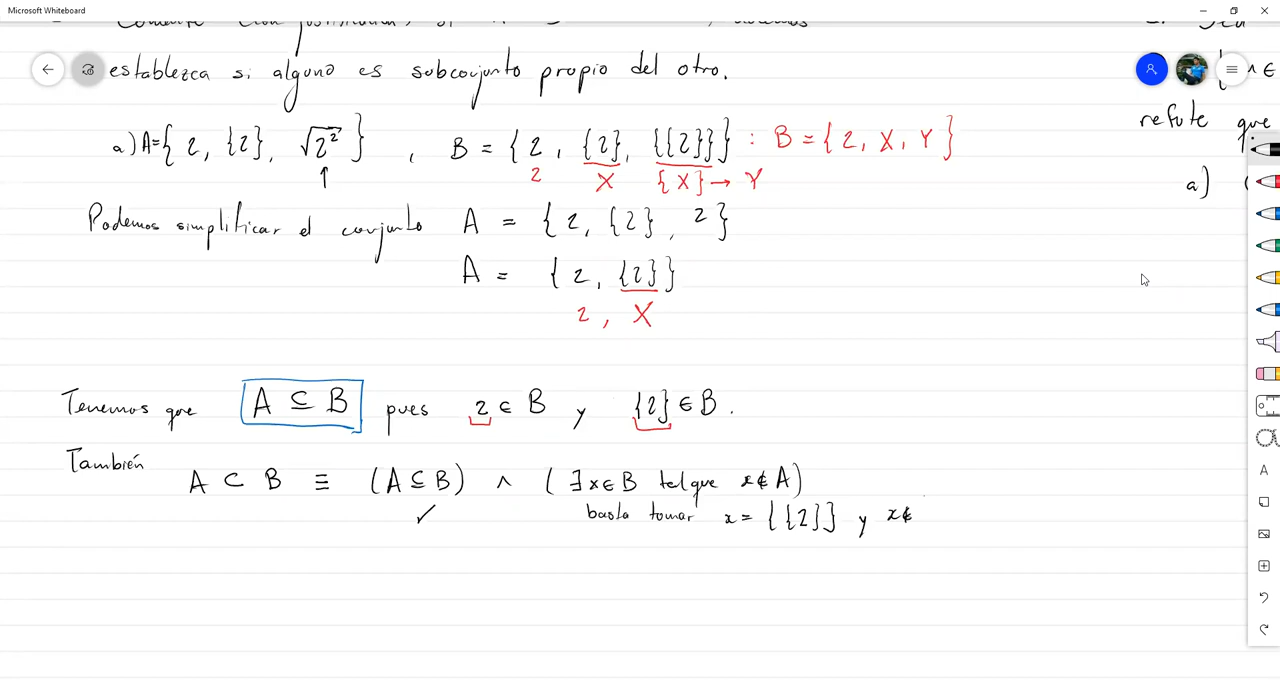 Microsoft Whiteboard
establezca si alguno es subconjunto propio del otro.
a) A={ 2, {2}, √2² } , B = { 2, {2}, {{2}} } : B = { 2, X, Y }
↑ 2 X {X} → Y
Podemos simplificar el conjunto A = { 2, {2}, 2 }
A = { 2, {2} }
2, X
Tenemos que A ⊆ B pues 2 ∈ B y {2} ∈ B.
También A ⊂ B ≡ (A ⊆ B) ∧ ( ∃x∈B tal que x∉A)
✓ basta tomar x = {{2}} y x∉
refute que
a) (